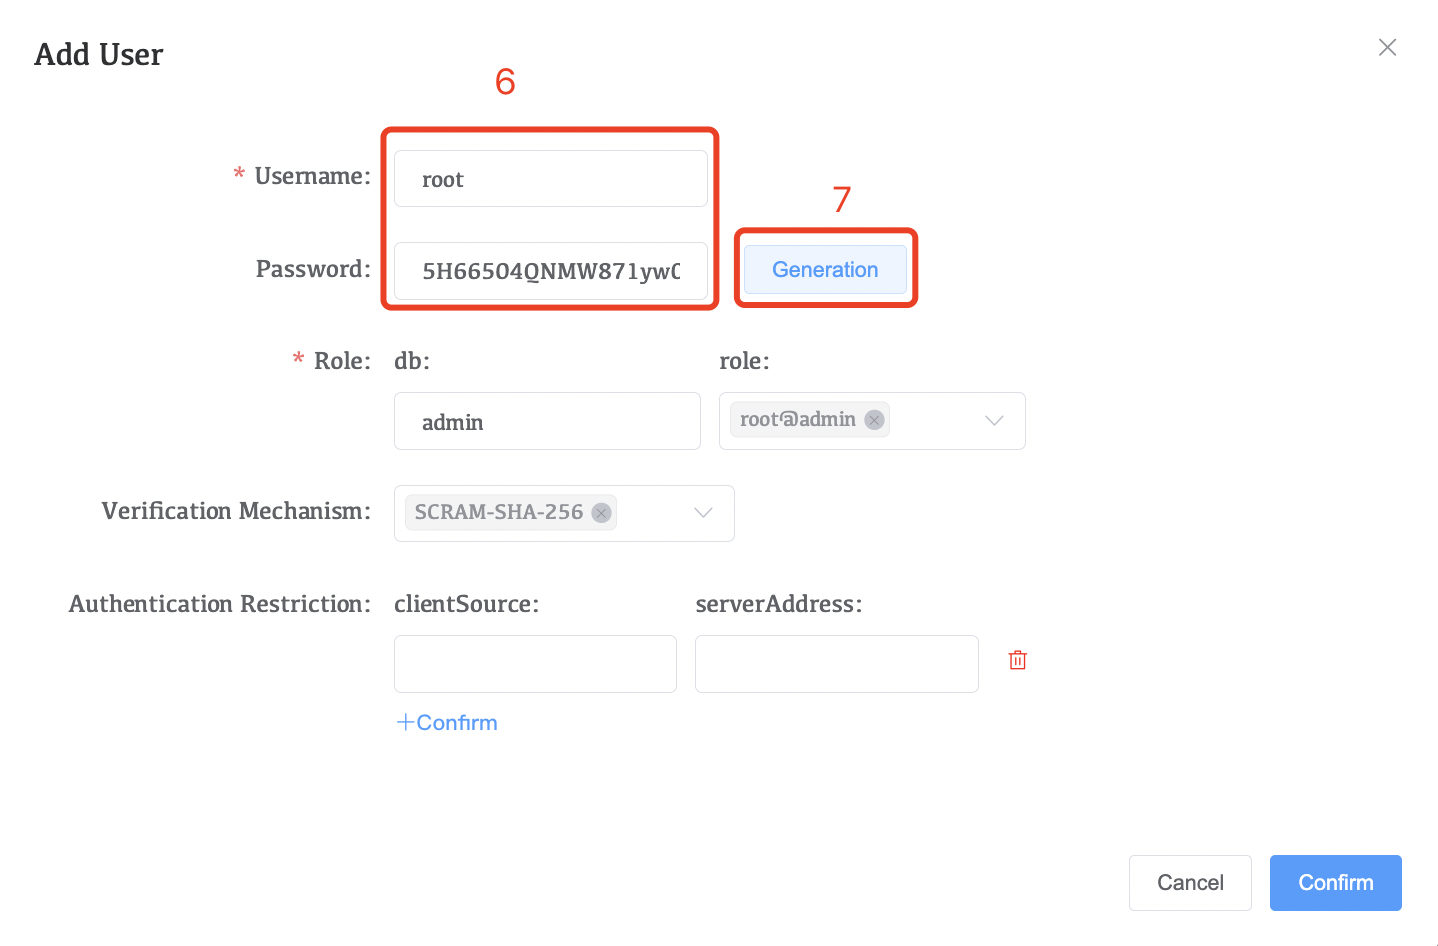 Add User
6
* Username: root
7
Password: 5H66504QNMW871yw0 Generation
* Role: db: role:
admin root@admin
Verification Mechanism: SCRAM-SHA-256
Authentication Restriction: clientSource: serverAddress:
+Confirm
Cancel Confirm